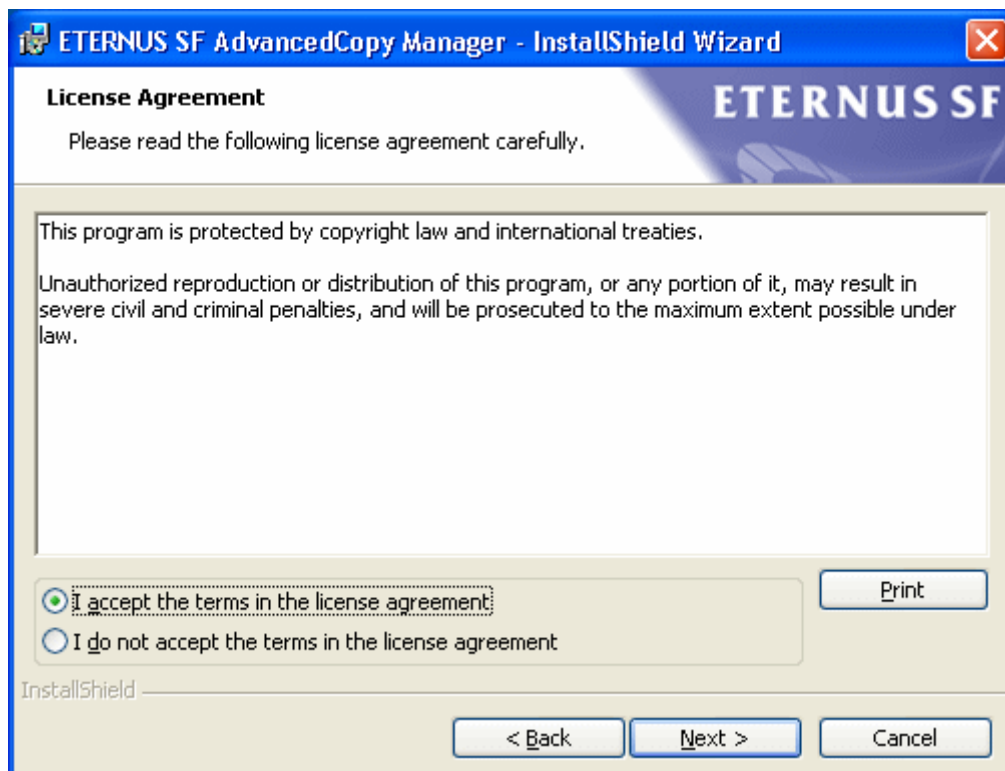 ETERNUS SF AdvancedCopy Manager - InstallShield Wizard
License Agreement
ETERNUS SF
Please read the following license agreement carefully.
This program is protected by copyright law and international treaties.
Unauthorized reproduction or distribution of this program, or any portion of it, may result in
severe civil and criminal penalties, and will be prosecuted to the maximum extent possible under
law.
I accept the terms in the license agreement
Print
I do not accept the terms in the license agreement
InstallShield
< Back
Next >
Cancel